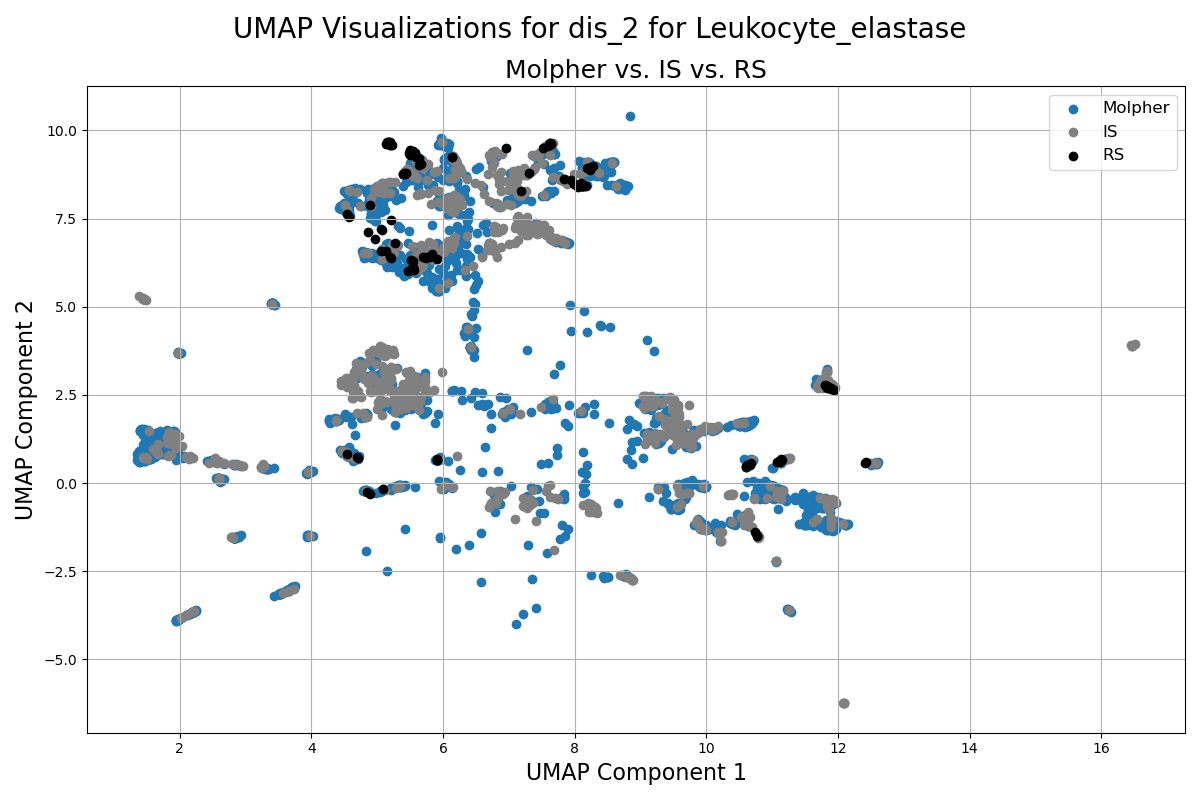 UMAP Visualizations for dis_2 for Leukocyte_elastase
Molpher vs. IS vs. RS
Molpher
IS
RS
10.0
7.5
5.0
2.5
0.0
−2.5
−5.0
UMAP Component 2
2 4 6 8 10 12 14 16
UMAP Component 1